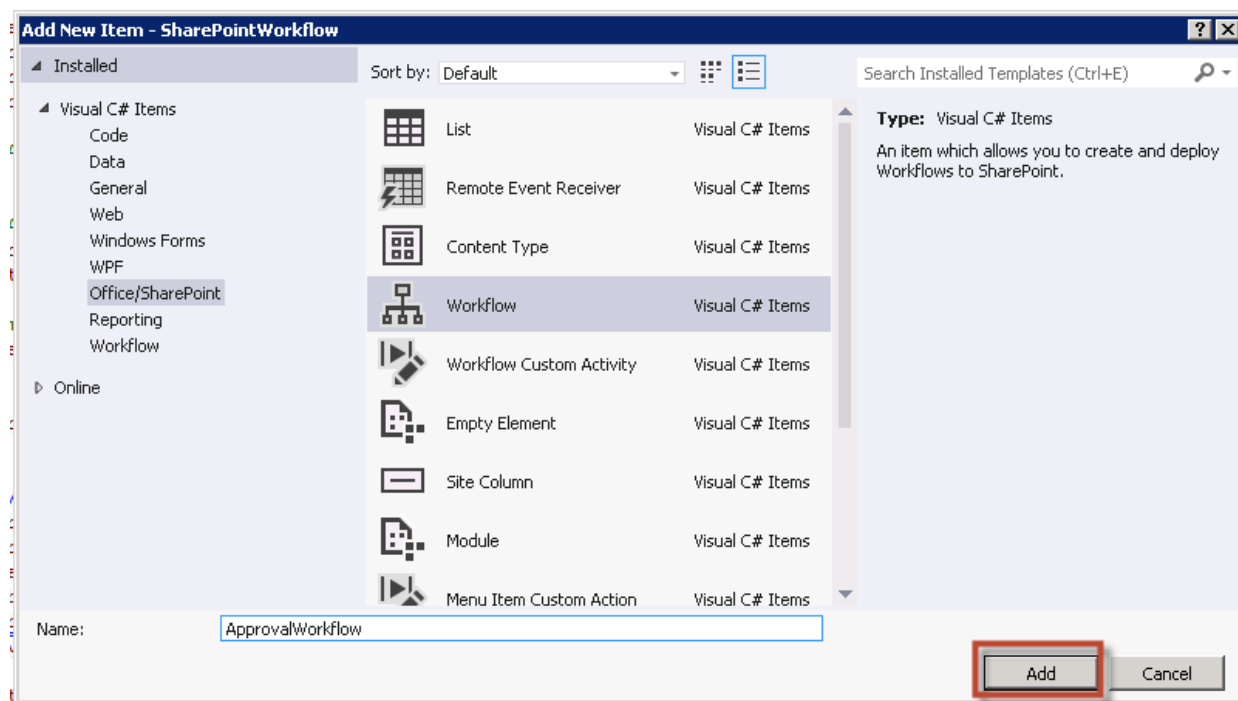 Add New Item - SharePointWorkflow
Installed
Sort by: Default
Search Installed Templates (Ctrl+E)
Visual C# Items
Code
Data
General
Web
Windows Forms
WPF
Office/SharePoint
Reporting
Workflow
Online
List Visual C# Items
Remote Event Receiver Visual C# Items
Content Type Visual C# Items
Workflow Visual C# Items
Workflow Custom Activity Visual C# Items
Empty Element Visual C# Items
Site Column Visual C# Items
Module Visual C# Items
Menu Item Custom Action Visual C# Items
Type: Visual C# Items
An item which allows you to create and deploy
Workflows to SharePoint.
Name: ApprovalWorkflow
Add Cancel